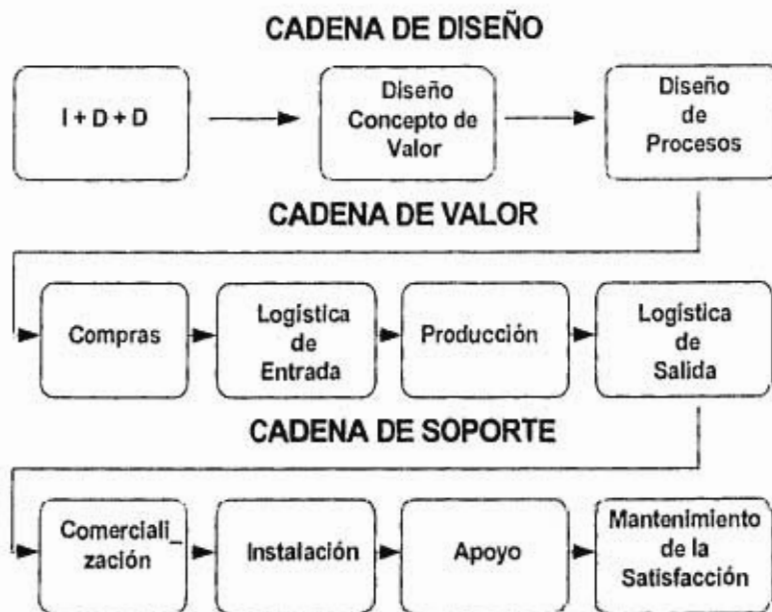 CADENA DE DISEÑO
I + D + D
Diseño
Concepto de
Valor
Diseño
de
Procesos
CADENA DE VALOR
Compras
Logística
de
Entrada
Producción
Logística
de
Salida
CADENA DE SOPORTE
Comerciali_
zación
Instalación
Apoyo
Mantenimiento
de la
Satisfacción